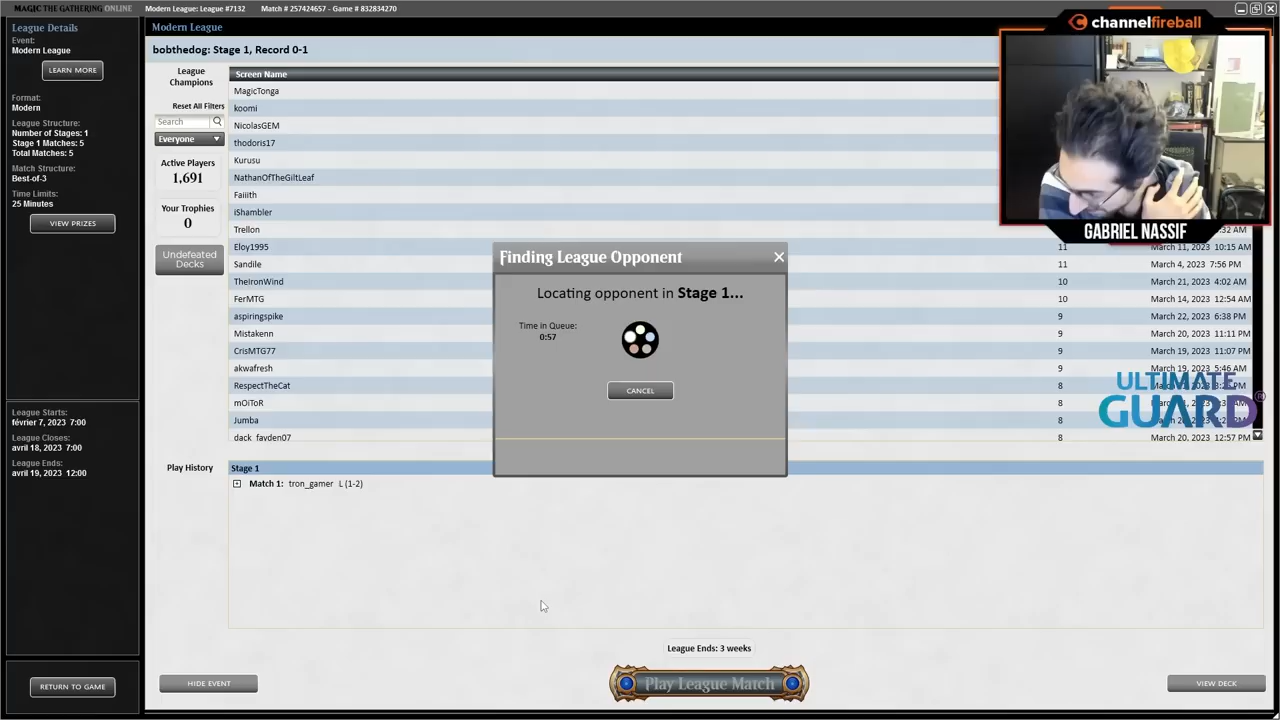 MAGIC THE GATHERING ONLINE
Modern League: League #7132
Match # 257424657 - Game # 832834270
League Details
Event:
Modern League
LEARN MORE
Format:
Modern
League Structure:
Number of Stages: 1
Stage 1 Matches: 5
Total Matches: 5
Match Structure:
Best-of-3
Time Limits:
25 Minutes
VIEW PRIZES
League Starts:
février 7, 2023 7:00
League Closes:
avril 18, 2023 7:00
League Ends:
avril 19, 2023 12:00
RETURN TO GAME
Modern League
bobthedog: Stage 1, Record 0-1
League
Champions
Reset All Filters
Search
Everyone
Active Players
1,691
Your Trophies
0
Undefeated
Decks
Screen Name
MagicTonga
koomi
NicolasGEM
thodoris17
Kurusu
NathanOfTheGiltLeaf
Faiiith
iShambler
Trellon
Eloy1995 11 March 11, 2023 10:15 AM
Sandile 11 March 4, 2023 7:56 PM
TheIronWind 10 March 21, 2023 4:02 AM
FerMTG 10 March 14, 2023 12:54 AM
aspiringspike 9 March 22, 2023 6:38 PM
Mistakenn 9 March 20, 2023 11:11 PM
CrisMTG77 9 March 19, 2023 11:07 PM
akwafresh 9 March 19, 2023 5:46 AM
RespectTheCat 8
mOiToR 8
Jumba 8
dack_fayden07 8 March 20, 2023 12:57 PM
Finding League Opponent
Locating opponent in Stage 1...
Time in Queue:
0:57
CANCEL
Play History
Stage 1
Match 1: tron_gamer L (1-2)
League Ends: 3 weeks
HIDE EVENT
Play League Match
VIEW DECK
channelfireball
GABRIEL NASSIF
ULTIMATE
GUARD®